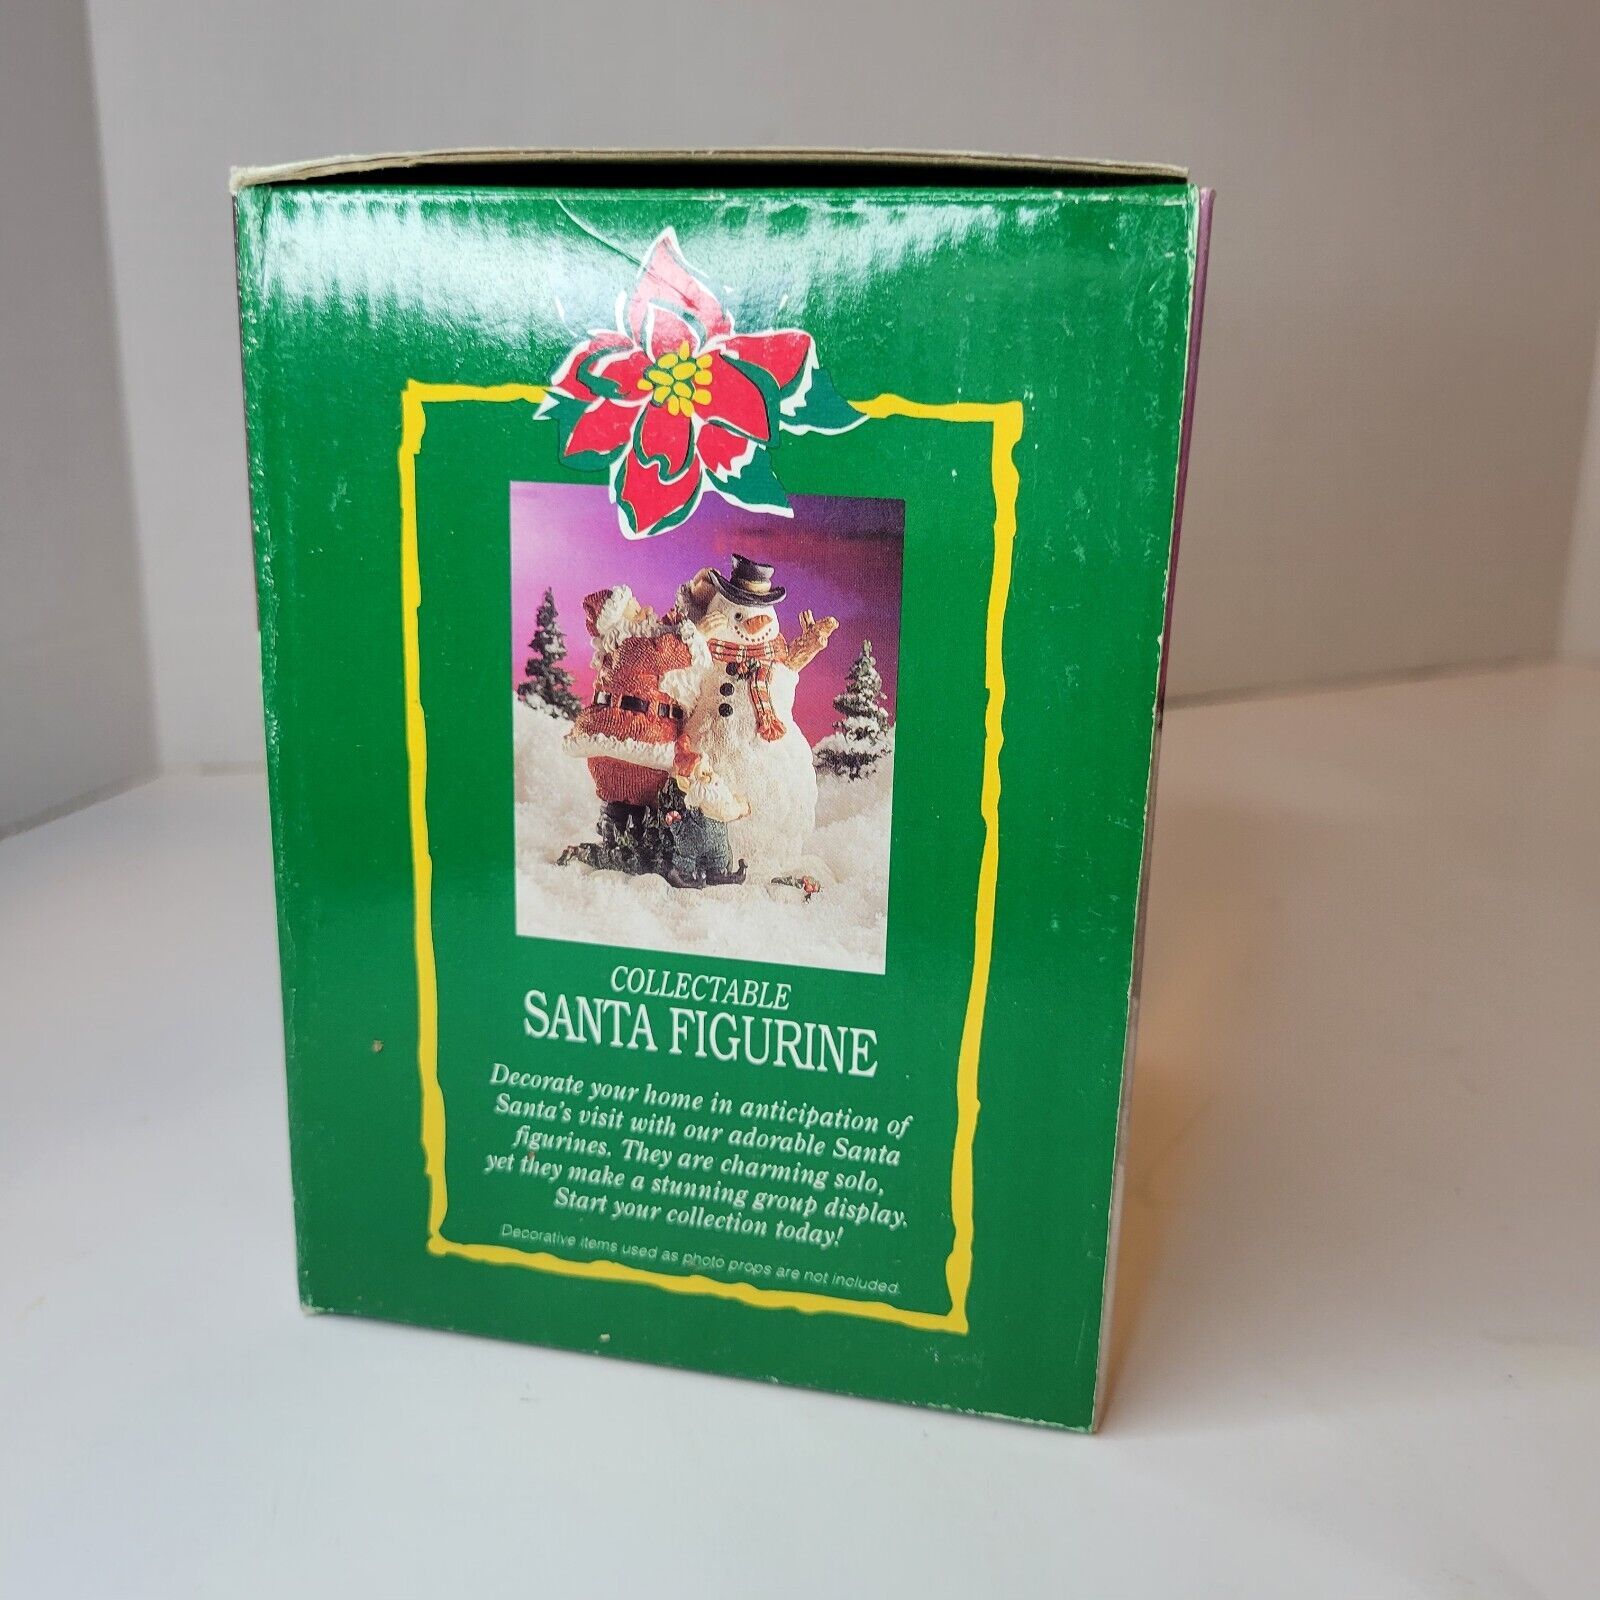 COLLECTABLE
SANTA FIGURINE
Decorate your home in anticipation of
Santa's visit with our adorable Santa
figurines. They are charming solo,
yet they make a stunning group display.
Start your collection today!
Decorative items used as photo props are not included.